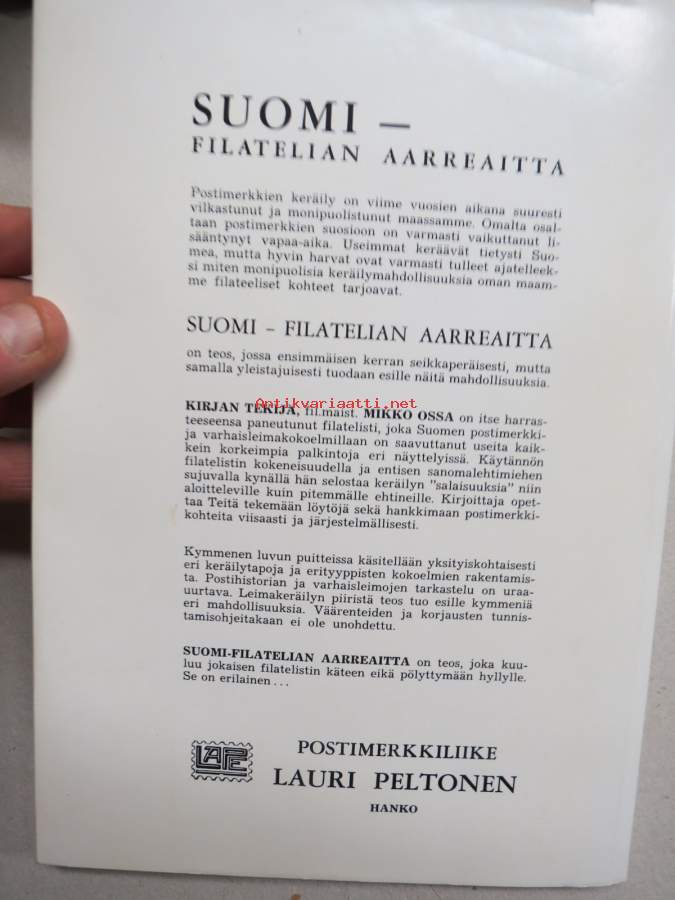 SUOMI —
FILATELIAN AARREAITTA
Postimerkkien keräily on viime vuosien aikana suuresti
vilkastunut ja monipuolistunut maassamme. Omalta osal-
taan postimerkkien suosioon on varmasti vaikuttanut li-
sääntynyt vapaa-aika. Useimmat keräävät tietysti Suo-
mea, mutta hyvin harvat ovat varmasti tulleet ajatelleek-
si miten monipuolisia keräilymahdollisuuksia oman maam-
me filateeliset kohteet tarjoavat.
SUOMI – FILATELIAN AARREAITTA
on teos, jossa ensimmäisen kerran seikkaperäisesti, mutta
samalla yleistajuisesti tuodaan esille näitä mahdollisuuksia.
Antikvariaatti.net
KIRJAN TEKIJÄ, fil.maist. MIKKO OSSA on itse harras-
teeseensa paneutunut filatelisti, joka Suomen postimerkki-
ja varhaisleimakokoelmillaan on saavuttanut useita kaik-
kein korkeimpia palkintoja eri näyttelyissä. Käytännön
filatelistin kokeneisuudella ja entisen sanomalehtimiehen
sujuvalla kynällä hän selostaa keräilyn "salaisuuksia" niin
aloitteleville kuin pitemmälle ehtineille. Kirjoittaja opet-
taa Teitä tekemään löytöjä sekä hankkimaan postimerkki-
kohteita viisaasti ja järjestelmällisesti.
Kymmenen luvun puitteissa käsitellään yksityiskohtaisesti
eri keräilytapoja ja erityyppisten kokoelmien rakentamis-
ta. Postihistorian ja varhaisleimojen tarkastelu on uraa-
uurtava. Leimakeräilyn piiristä teos tuo esille kymmeniä
eri mahdollisuuksia. Väärenteiden ja korjausten tunnis-
tamisohjeitakaan ei ole unohdettu.
SUOMI-FILATELIAN AARREAITTA on teos, joka kuu-
luu jokaisen filatelistin käteen eikä pölyttymään hyllylle.
Se on erilainen...
LAPE
POSTIMERKKILIIKE
LAURI PELTONEN
HANKO